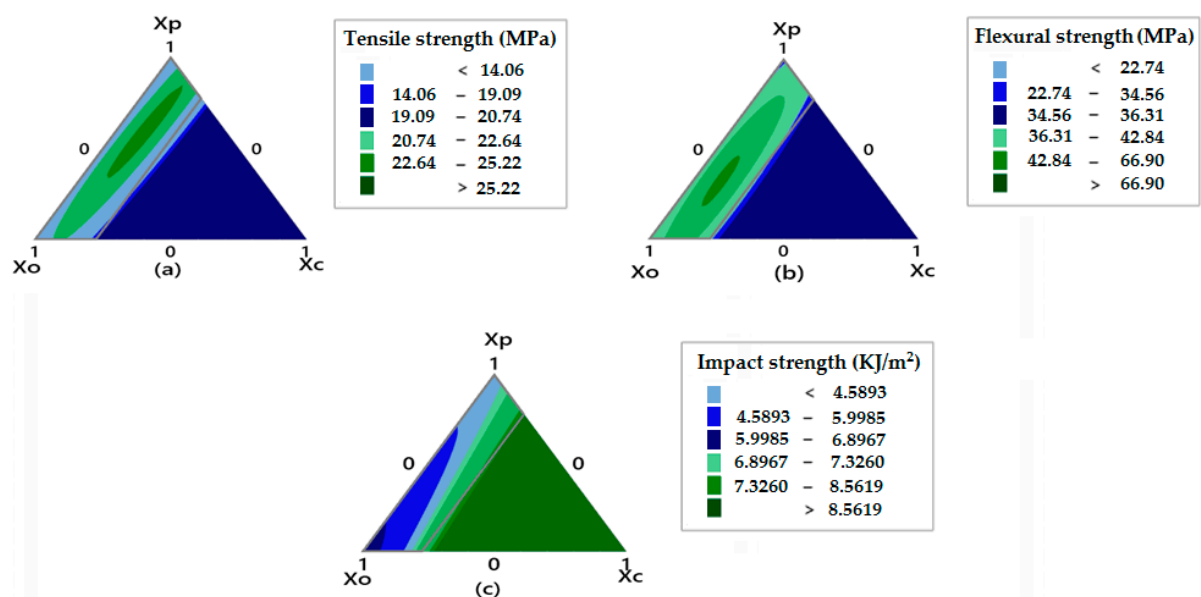 Xp
1
0
0
1
0
1
Xo
(a)
Xc
Tensile strength (MPa)
< 14.06
14.06 – 19.09
19.09 – 20.74
20.74 – 22.64
22.64 – 25.22
> 25.22
Xp
1
0
0
1
0
1
Xo
(b)
Xc
Flexural strength (MPa)
< 22.74
22.74 – 34.56
34.56 – 36.31
36.31 – 42.84
42.84 – 66.90
> 66.90
Xp
1
0
0
1
0
1
Xo
(c)
Xc
Impact strength (KJ/m²)
< 4.5893
4.5893 – 5.9985
5.9985 – 6.8967
6.8967 – 7.3260
7.3260 – 8.5619
> 8.5619